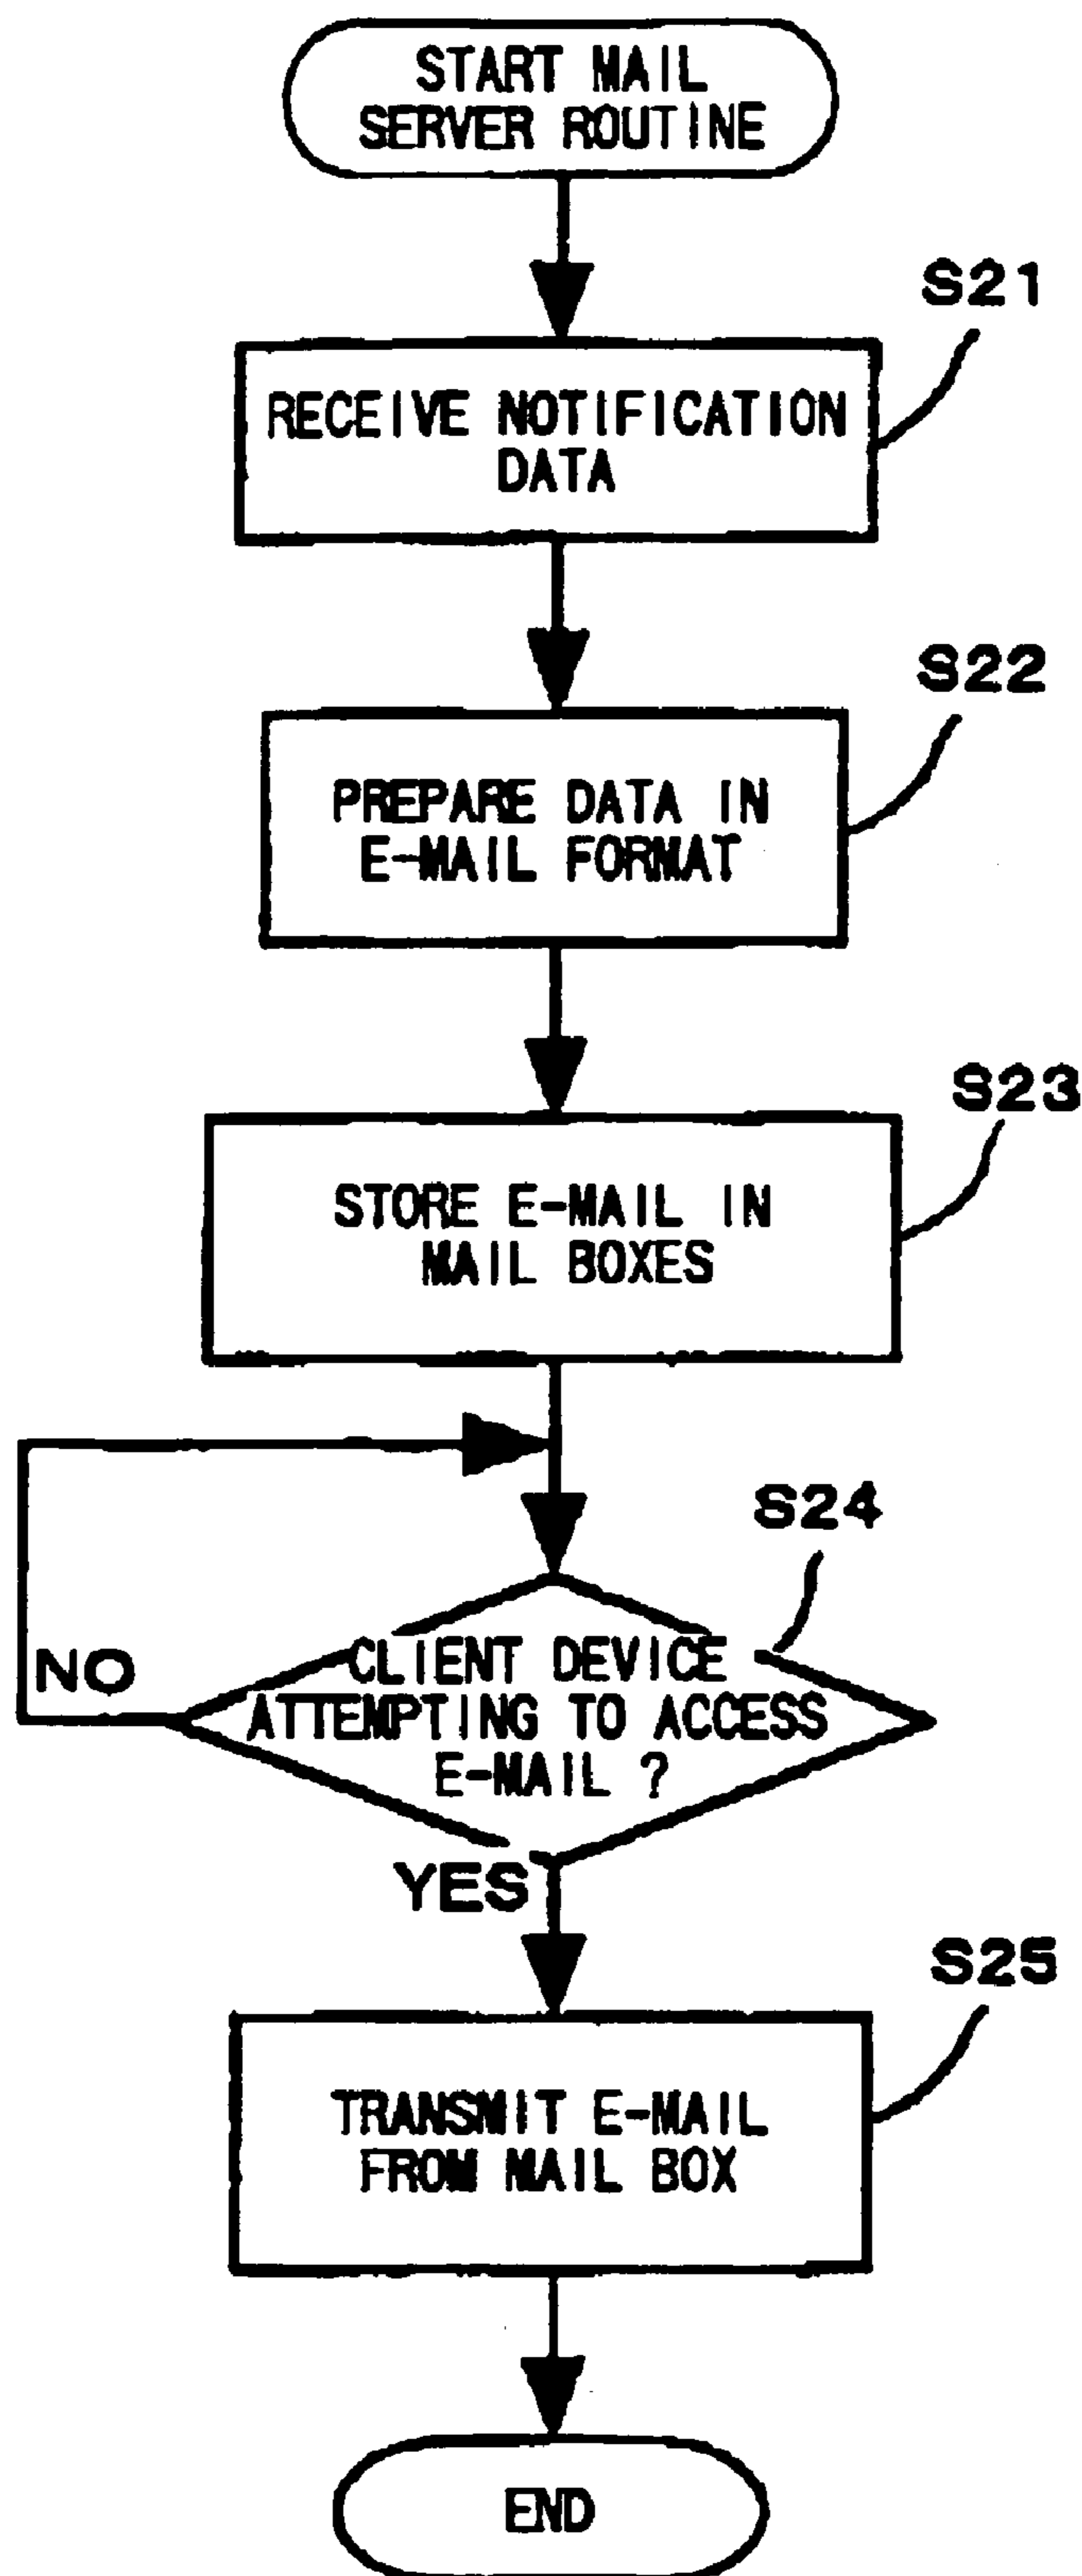 START MAIL
SERVER ROUTINE
S21
RECEIVE NOTIFICATION
DATA
S22
PREPARE DATA IN
E-MAIL FORMAT
S23
STORE E-MAIL IN
MAIL BOXES
S24
NO
CLIENT DEVICE
ATTEMPTING TO ACCESS
E-MAIL ?
YES
S25
TRANSMIT E-MAIL
FROM MAIL BOX
END